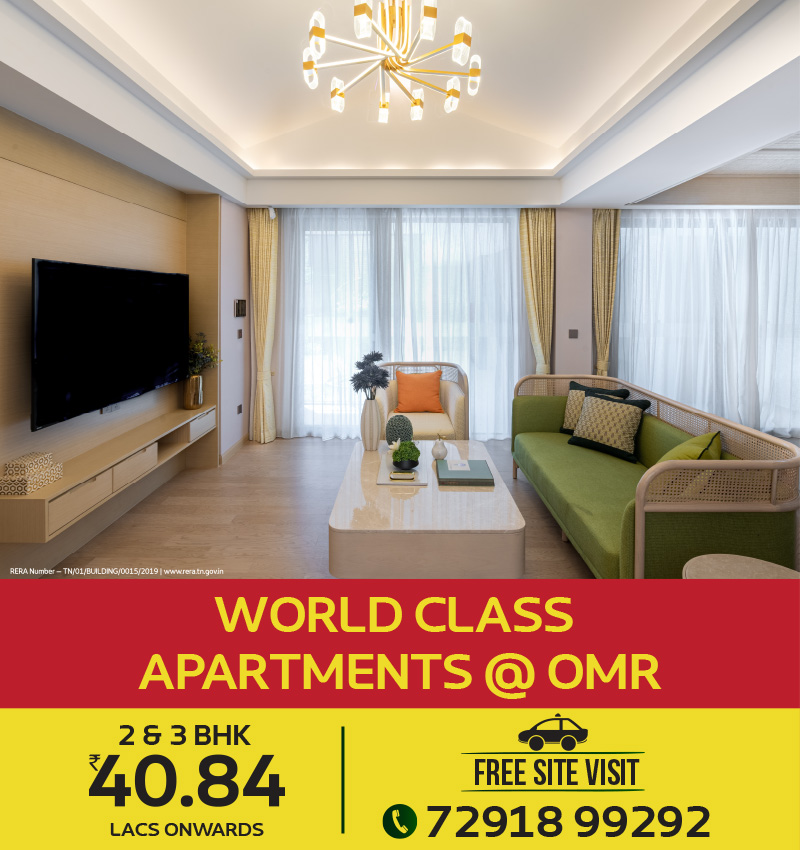 RERA Number – TN/01/BUILDING/0015/2019 | www.rera.tn.gov.in
WORLD CLASS
APARTMENTS @ OMR
2 & 3 BHK
₹40.84
LACS ONWARDS
FREE SITE VISIT
72918 99292